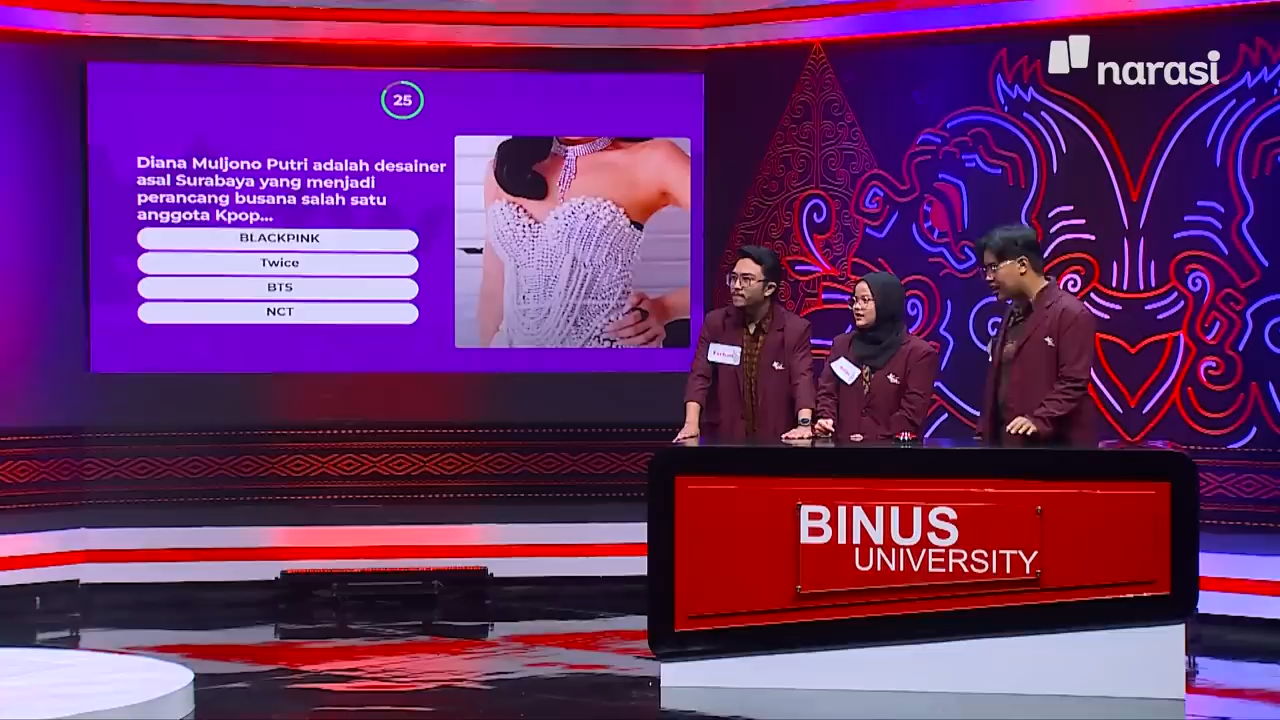 narasi
25
Diana Muljono Putri adalah desainer
asal Surabaya yang menjadi
perancang busana salah satu
anggota Kpop...
BLACKPINK
Twice
BTS
NCT
BINUS
UNIVERSITY